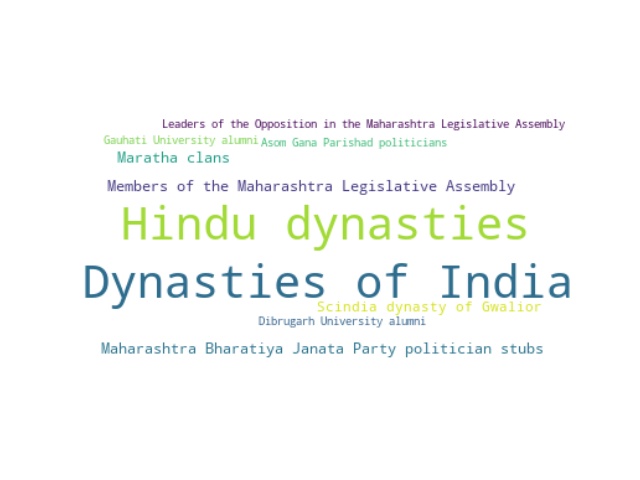 Leaders of the Opposition in the Maharashtra Legislative Assembly
Gauhati University alumni
Asom Gana Parishad politicians
Maratha clans
Members of the Maharashtra Legislative Assembly
Hindu dynasties
Dynasties of India
Scindia dynasty of Gwalior
Dibrugarh University alumni
Maharashtra Bharatiya Janata Party politician stubs